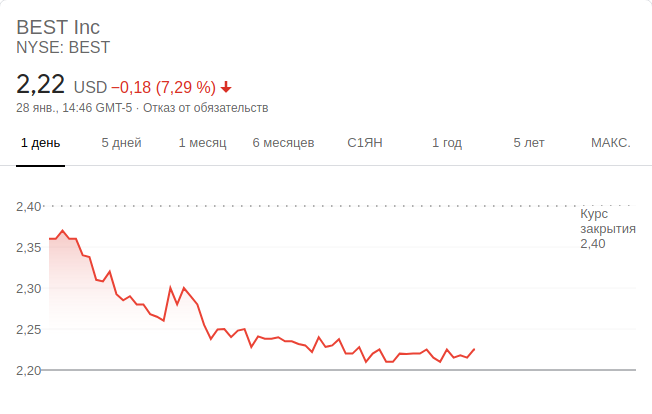 BEST Inc
NYSE: BEST
2,22 USD −0,18 (7,29 %)
28 янв., 14:46 GMT-5 · Отказ от обязательств
1 день 5 дней 1 месяц 6 месяцев С1ЯН 1 год 5 лет МАКС.
2,40
Курс
закрытия
2,40
2,35
2,30
2,25
2,20